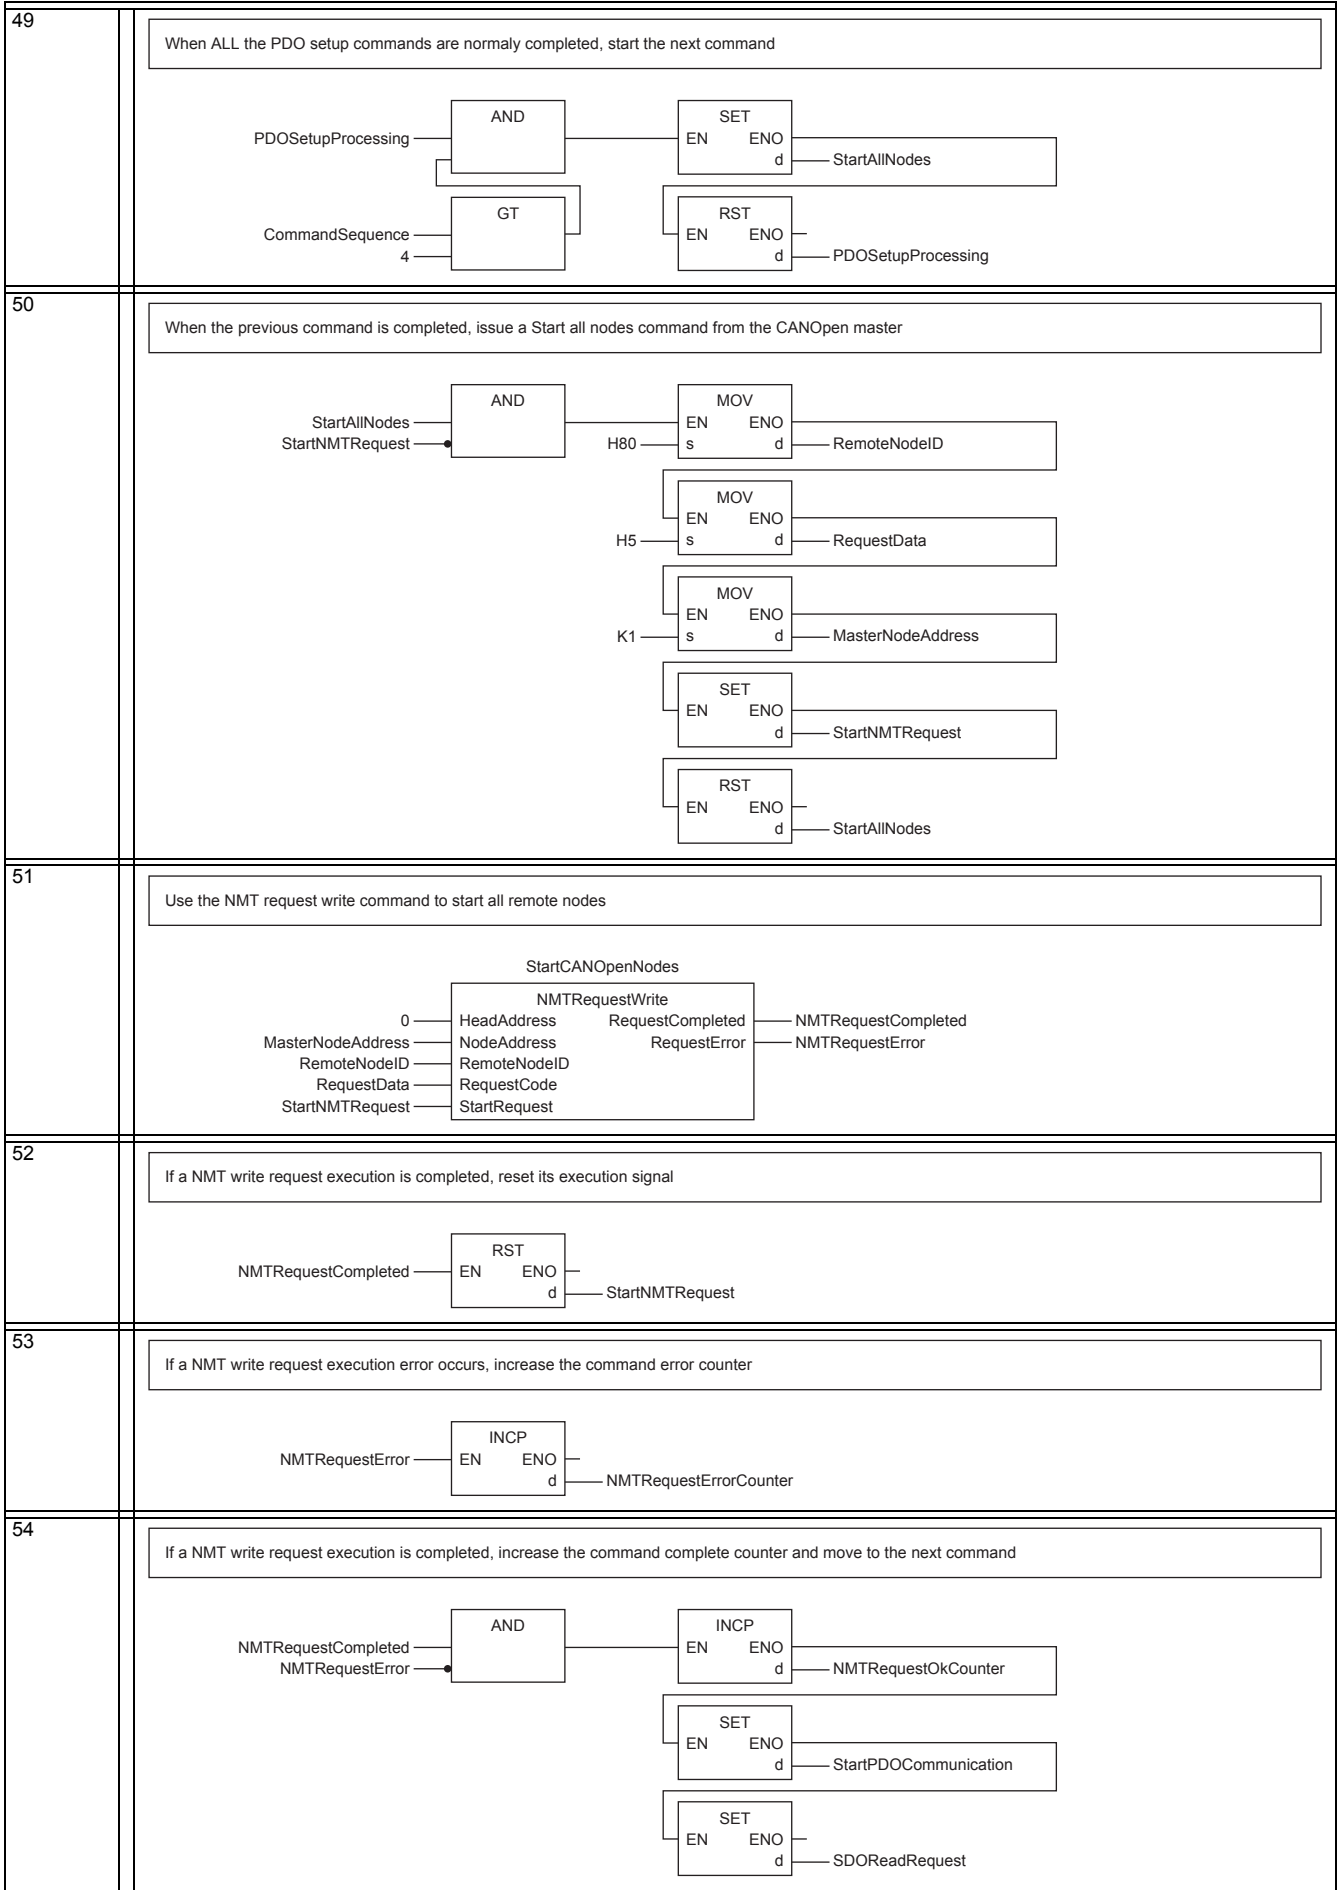 49
When ALL the PDO setup commands are normaly completed, start the next command
AND SET
PDOSetupProcessing EN ENO
d StartAllNodes
GT RST
CommandSequence EN ENO
4 d PDOSetupProcessing
50
When the previous command is completed, issue a Start all nodes command from the CANOpen master
AND MOV
StartAllNodes EN ENO
StartNMTRequest H80 s d RemoteNodeID
MOV
EN ENO
H5 s d RequestData
MOV
EN ENO
K1 s d MasterNodeAddress
SET
EN ENO
d StartNMTRequest
RST
EN ENO
d StartAllNodes
51
Use the NMT request write command to start all remote nodes
StartCANOpenNodes
NMTRequestWrite
0 HeadAddress RequestCompleted NMTRequestCompleted
MasterNodeAddress NodeAddress RequestError NMTRequestError
RemoteNodeID RemoteNodeID
RequestData RequestCode
StartNMTRequest StartRequest
52
If a NMT write request execution is completed, reset its execution signal
RST
NMTRequestCompleted EN ENO
d StartNMTRequest
53
If a NMT write request execution error occurs, increase the command error counter
INCP
NMTRequestError EN ENO
d NMTRequestErrorCounter
54
If a NMT write request execution is completed, increase the command complete counter and move to the next command
AND INCP
NMTRequestCompleted EN ENO
NMTRequestError d NMTRequestOkCounter
SET
EN ENO
d StartPDOCommunication
SET
EN ENO
d SDOReadRequest